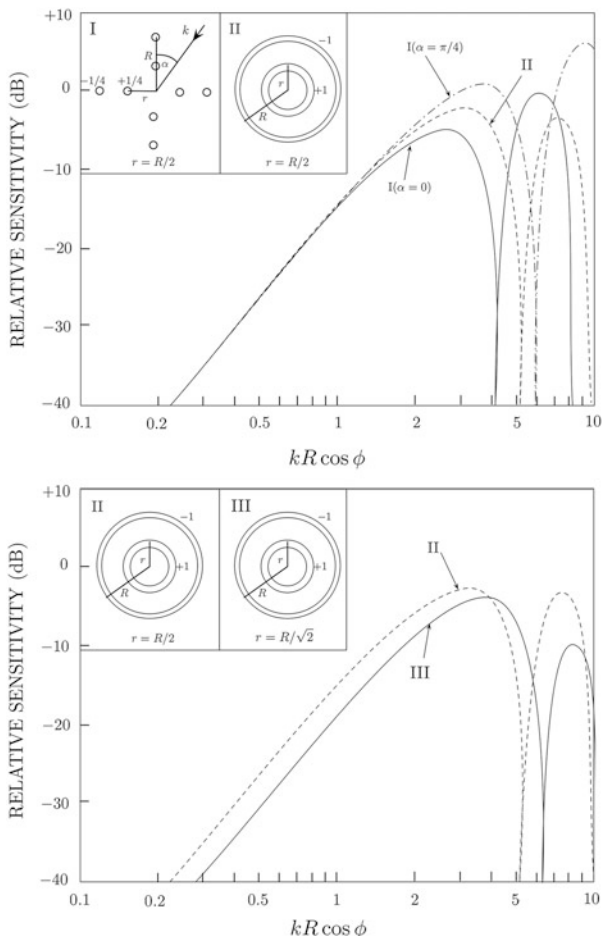 +10
0
−10
−20
−30
−40
RELATIVE SENSITIVITY (dB)
I
k
R
α
−1/4
+1/4
r
r = R/2
II
−1
r
+1
R
r = R/2
I(α = π/4)
II
I(α = 0)
0.1
0.2
0.5
1
2
5
10
kR cos ϕ
+10
0
−10
−20
−30
−40
RELATIVE SENSITIVITY (dB)
II
−1
r
+1
R
r = R/2
III
−1
r
+1
R
r = R/√2
II
III
0.1
0.2
0.5
1
2
5
10
kR cos ϕ